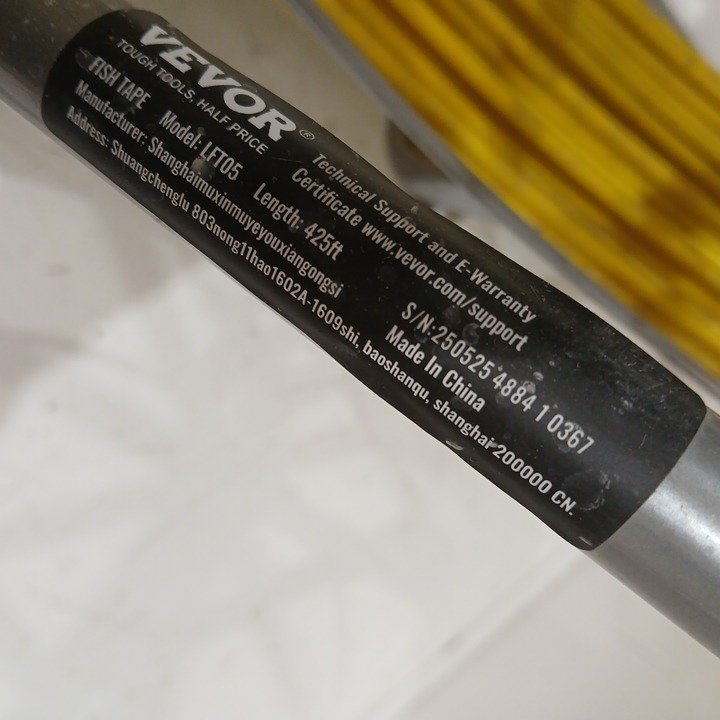 VEVOR®
TOUGH TOOLS, HALF PRICE
FISH TAPE Model: LFT05 Length: 425ft
Manufacturer: Shanghaimuxinmuyeyouxiangongsi
Address: Shuangchenglu 803nong11hao1602A-1609shi, baoshanqu, shanghai 200000 CN.
Technical Support and E-Warranty
Certificate www.vevor.com/support
S/N:250525 4884 1 0367
Made In China